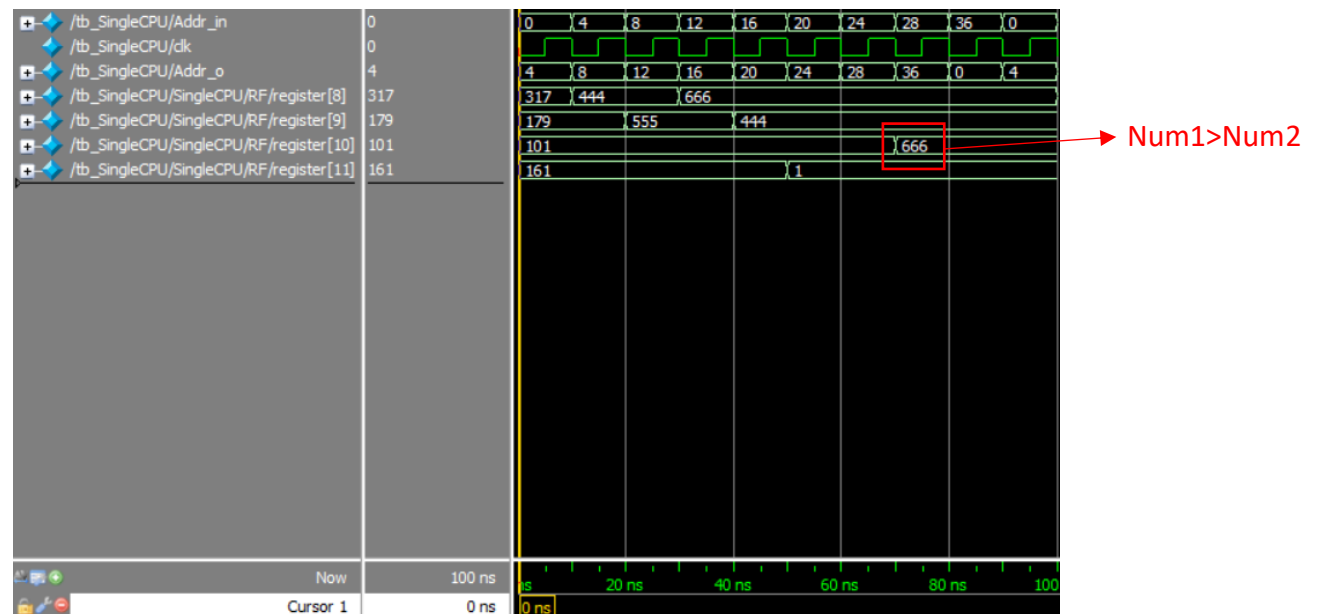 /tb_SingleCPU/Addr_in 0 0 4 8 12 16 20 24 28 36 0
/tb_SingleCPU/clk 0
/tb_SingleCPU/Addr_o 4 4 8 12 16 20 24 28 36 0 4
/tb_SingleCPU/SingleCPU/RF/register[8] 317 317 444 666
/tb_SingleCPU/SingleCPU/RF/register[9] 179 179 555 444
/tb_SingleCPU/SingleCPU/RF/register[10] 101 101 666 Num1>Num2
/tb_SingleCPU/SingleCPU/RF/register[11] 161 161 1
Now 100 ns ns 20 ns 40 ns 60 ns 80 ns 100
Cursor 1 0 ns 0 ns